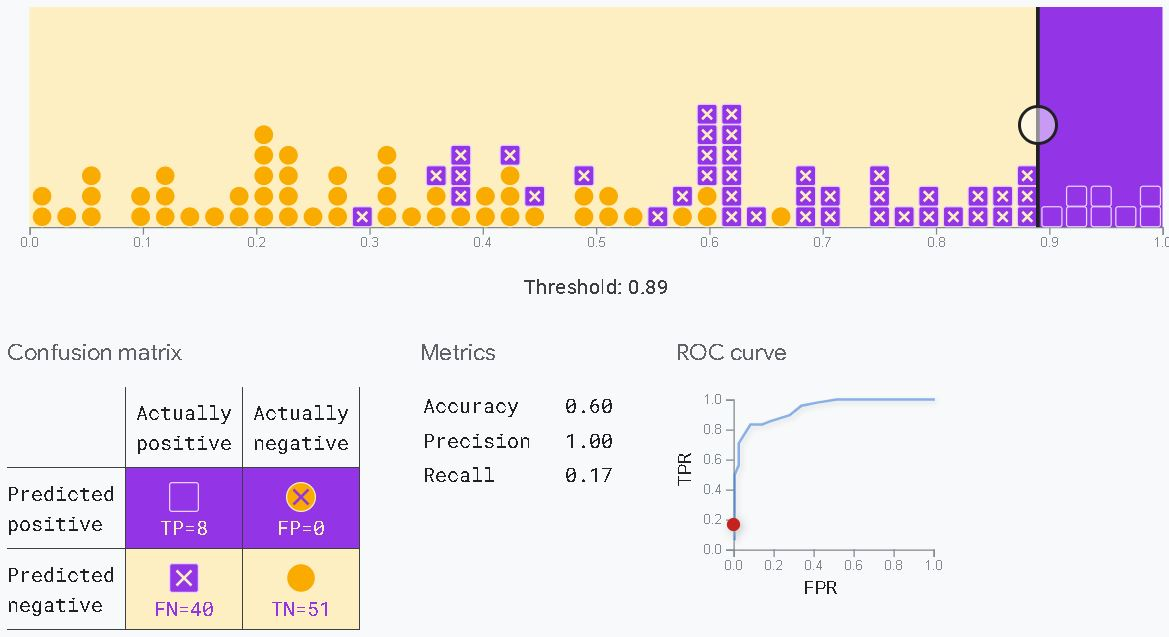 0.0 0.1 0.2 0.3 0.4 0.5 0.6 0.7 0.8 0.9 1.0
Threshold: 0.89
Confusion matrix
Actually positive
Actually negative
Predicted positive
TP=8
FP=0
Predicted negative
FN=40
TN=51
Metrics
Accuracy 0.60
Precision 1.00
Recall 0.17
ROC curve
TPR
1.0
0.8
0.6
0.4
0.2
0.0
0.0 0.2 0.4 0.6 0.8 1.0
FPR